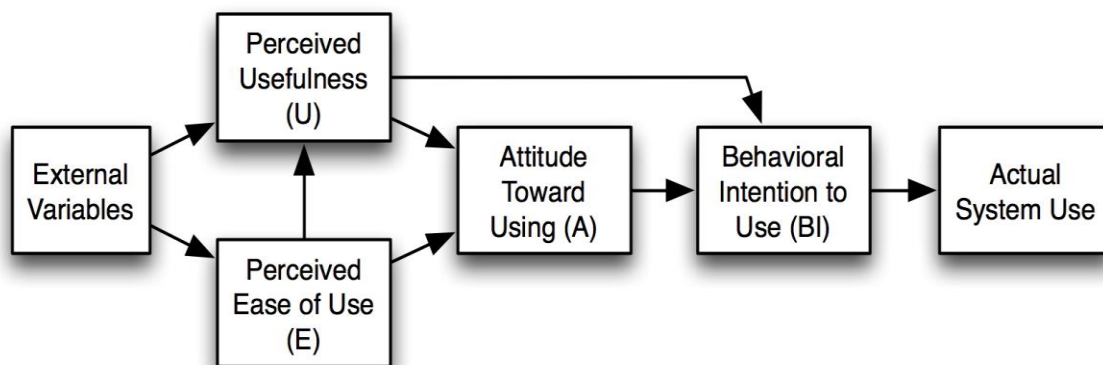 External
Variables
Perceived
Usefulness
(U)
Perceived
Ease of Use
(E)
Attitude
Toward
Using (A)
Behavioral
Intention to
Use (BI)
Actual
System Use